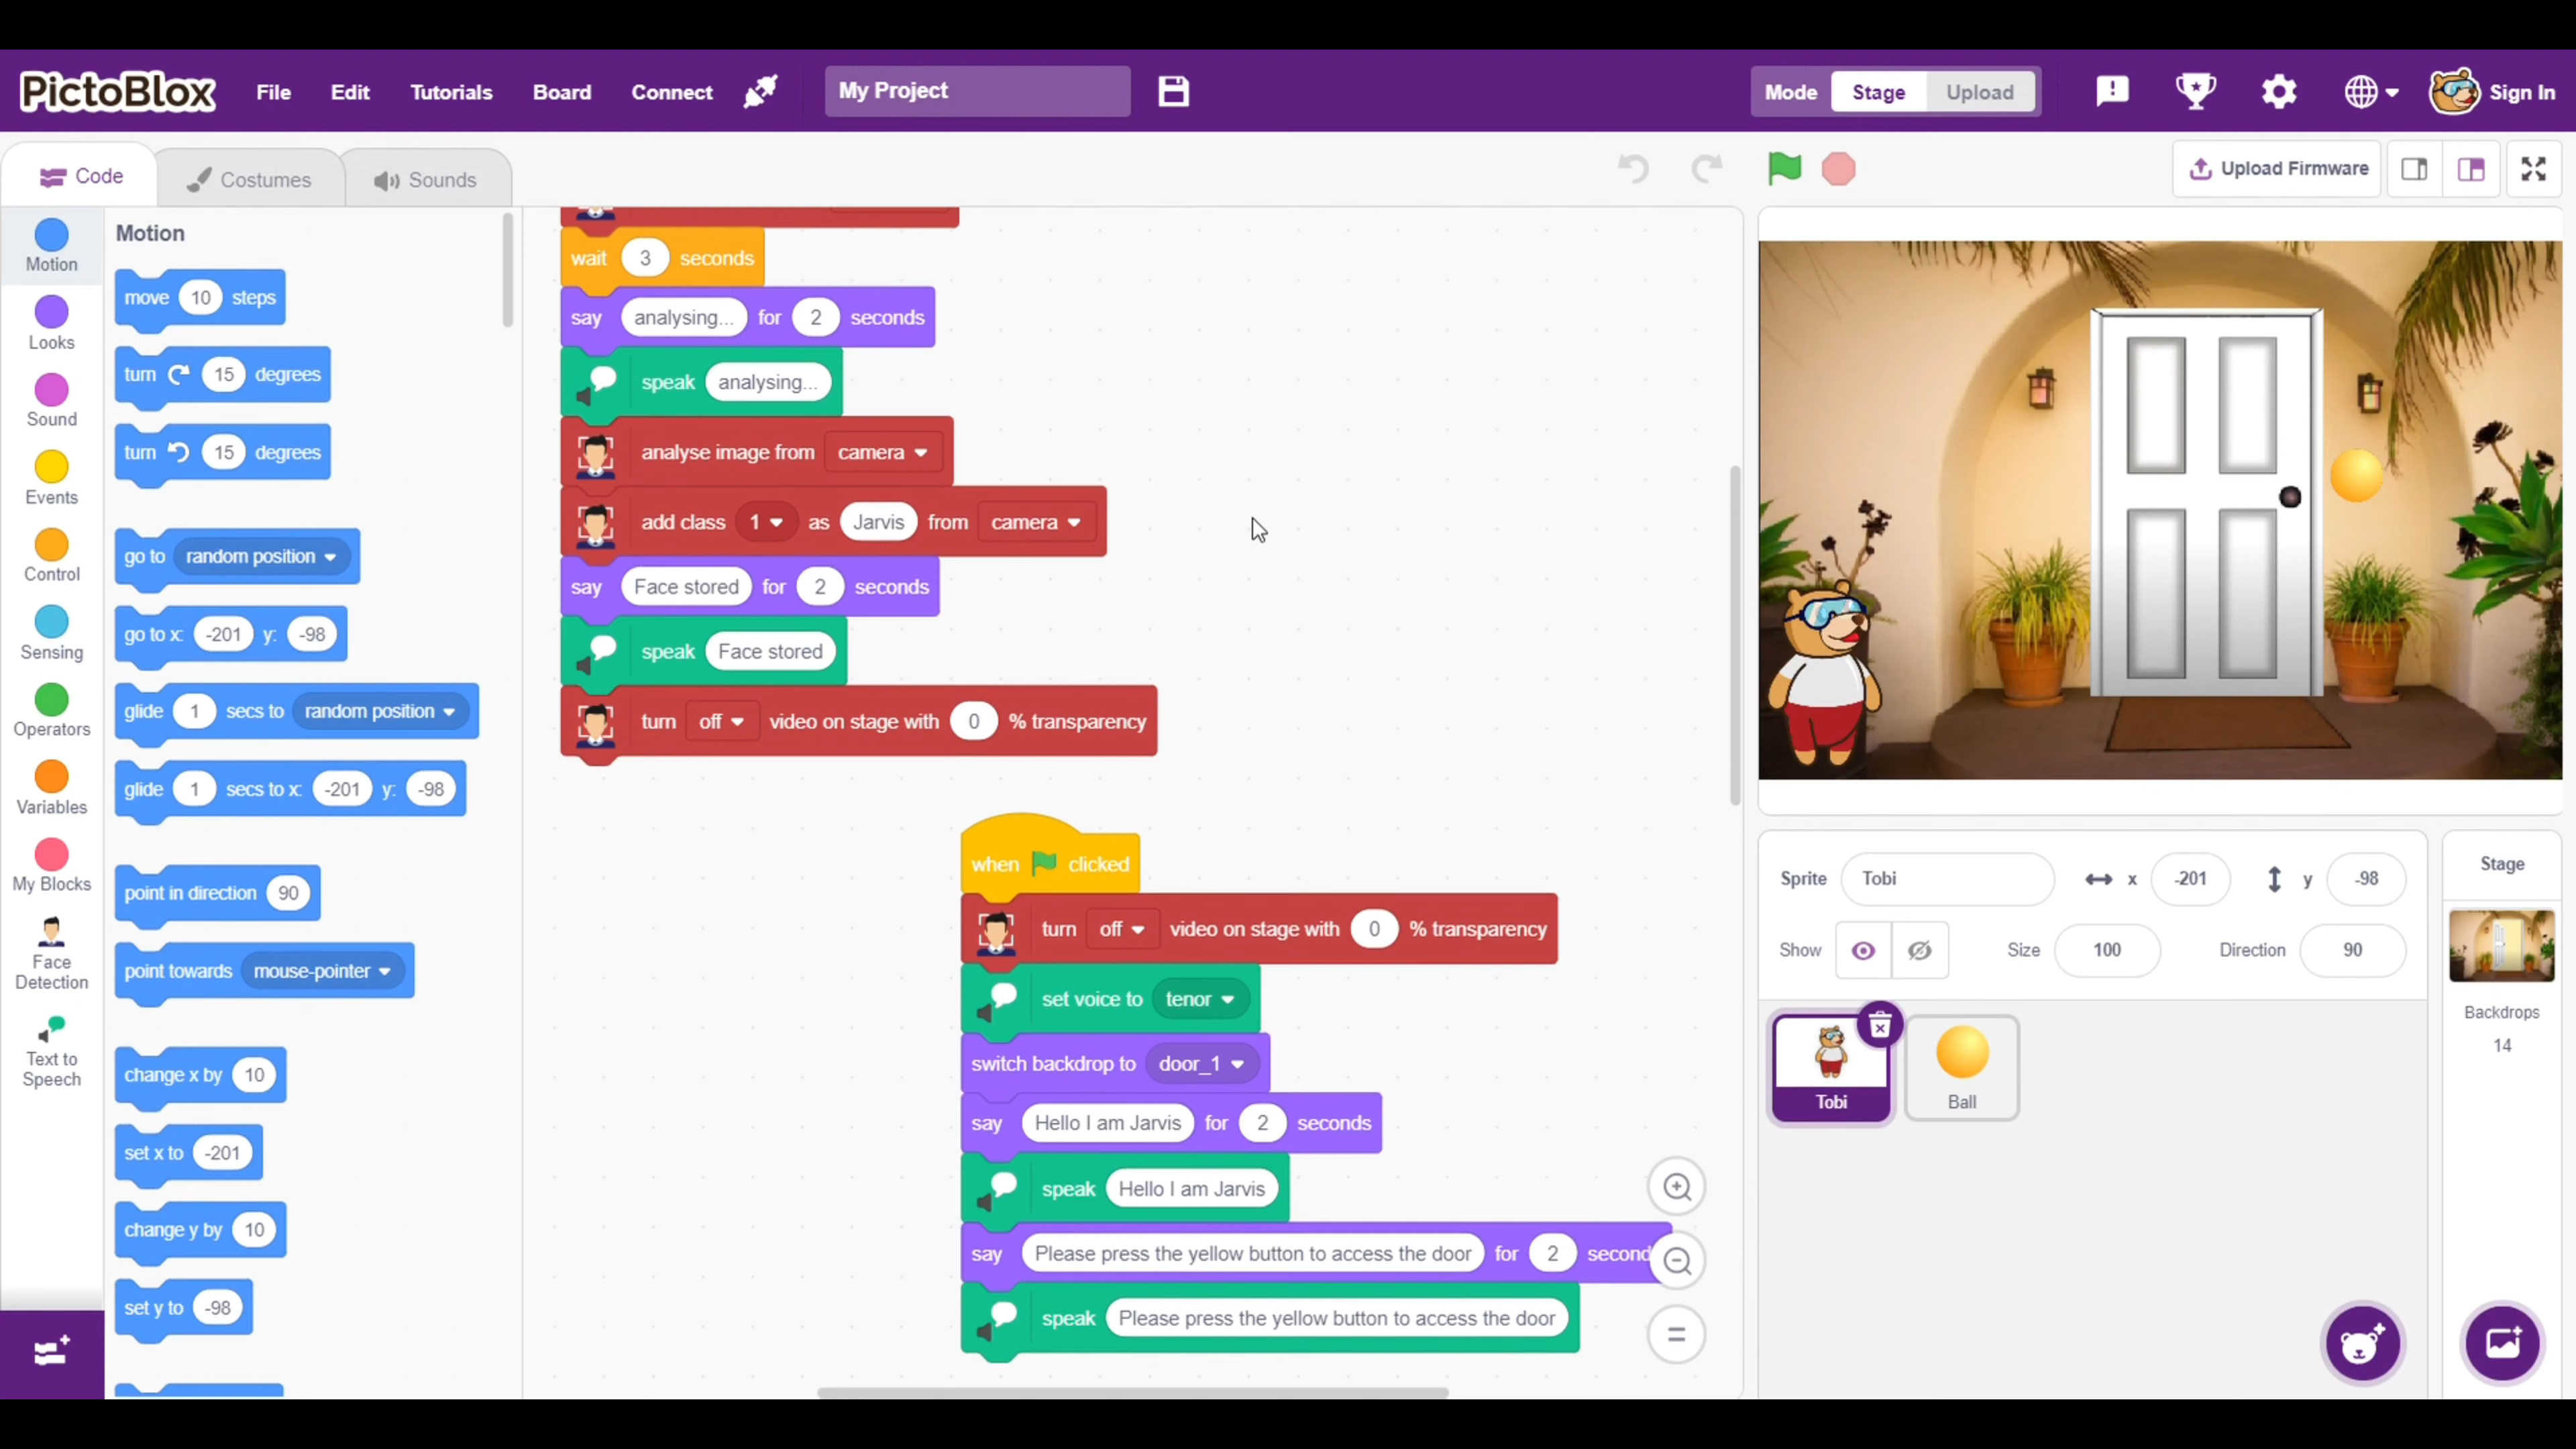 PictoBlox File Edit Tutorials Board Connect My Project Mode Stage Upload Sign In
Code Costumes Sounds Upload Firmware
Motion
Looks
Sound
Events
Control
Sensing
Operators
Variables
My Blocks
Face
Detection
Text to
Speech
Motion
move 10 steps
turn 15 degrees
turn 15 degrees
go to random position
go to x: -201 y: -98
glide 1 secs to random position
glide 1 secs to x: -201 y: -98
point in direction 90
point towards mouse-pointer
change x by 10
set x to -201
change y by 10
set y to -98
wait 3 seconds
say analysing... for 2 seconds
speak analysing...
analyse image from camera
add class 1 as Jarvis from camera
say Face stored for 2 seconds
speak Face stored
turn off video on stage with 0 % transparency
when clicked
turn off video on stage with 0 % transparency
set voice to tenor
switch backdrop to door_1
say Hello I am Jarvis for 2 seconds
speak Hello I am Jarvis
say Please press the yellow button to access the door for 2 second
speak Please press the yellow button to access the door
Sprite Tobi x -201 y -98
Show Size 100 Direction 90
Tobi
Ball
Stage
Backdrops
14